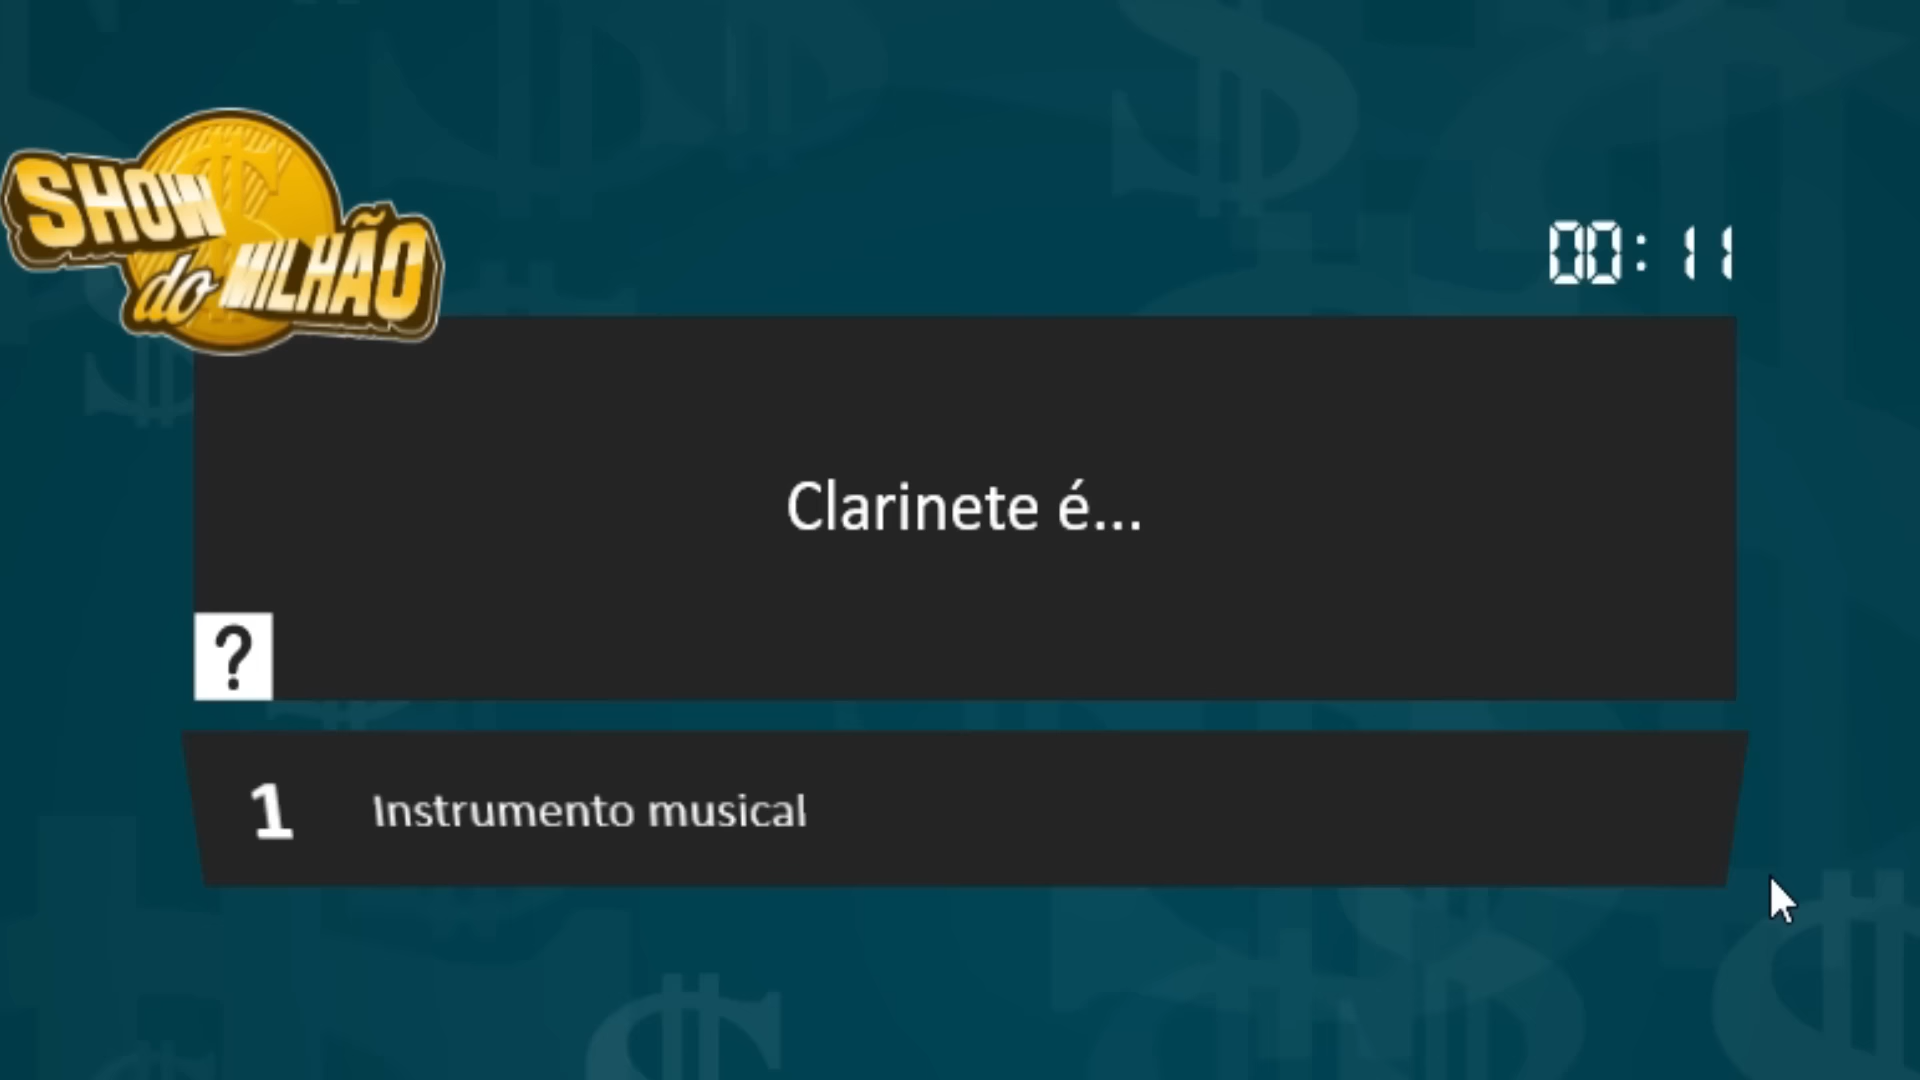 SHOW
do MILHÃO
00:11
Clarinete é...
?
1 Instrumento musical